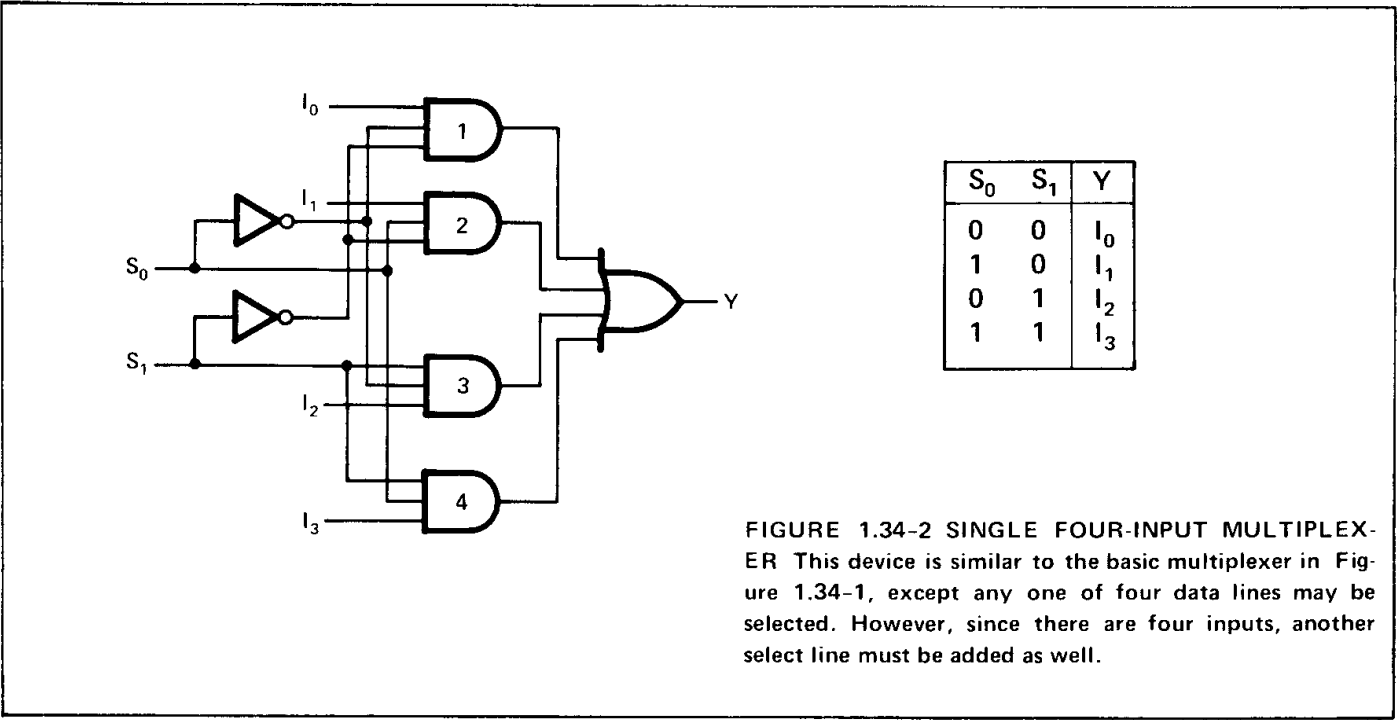 I₀
1
I₁
2
S₀
S₁
Y
3
I₂
4
I₃
S₀ S₁ Y
0 0 I₀
1 0 I₁
0 1 I₂
1 1 I₃
FIGURE 1.34-2 SINGLE FOUR-INPUT MULTIPLEX-
ER This device is similar to the basic multiplexer in Fig-
ure 1.34-1, except any one of four data lines may be
selected. However, since there are four inputs, another
select line must be added as well.